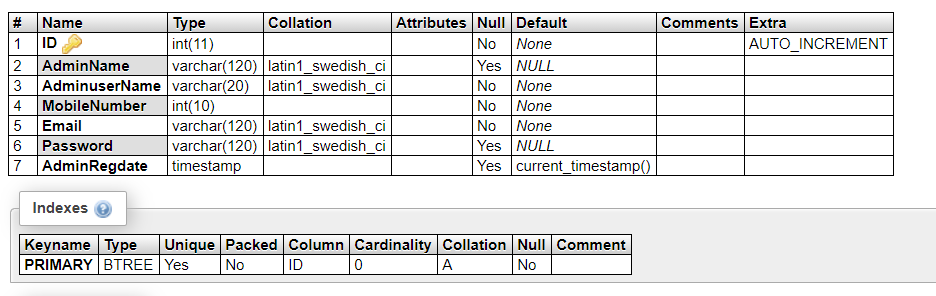 # Name Type Collation Attributes Null Default Comments Extra
1 ID int(11) No None AUTO_INCREMENT
2 AdminName varchar(120) latin1_swedish_ci Yes NULL
3 AdminuserName varchar(20) latin1_swedish_ci No None
4 MobileNumber int(10) No None
5 Email varchar(120) latin1_swedish_ci No None
6 Password varchar(120) latin1_swedish_ci Yes NULL
7 AdminRegdate timestamp Yes current_timestamp()
Indexes ?
Keyname Type Unique Packed Column Cardinality Collation Null Comment
PRIMARY BTREE Yes No ID 0 A No